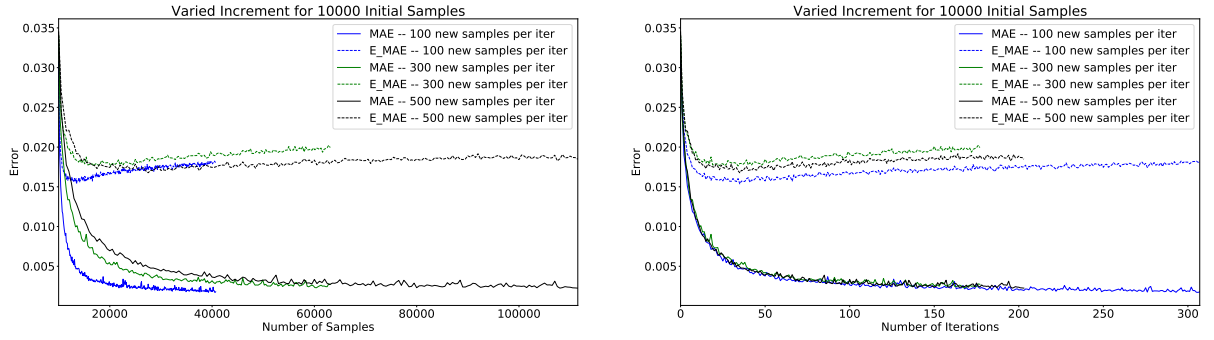 Varied Increment for 10000 Initial Samples
0.035
0.030
0.025
0.020
0.015
0.010
0.005
Error
MAE -- 100 new samples per iter
E_MAE -- 100 new samples per iter
MAE -- 300 new samples per iter
E_MAE -- 300 new samples per iter
MAE -- 500 new samples per iter
E_MAE -- 500 new samples per iter
20000 40000 60000 80000 100000
Number of Samples
Varied Increment for 10000 Initial Samples
0.035
0.030
0.025
0.020
0.015
0.010
0.005
Error
MAE -- 100 new samples per iter
E_MAE -- 100 new samples per iter
MAE -- 300 new samples per iter
E_MAE -- 300 new samples per iter
MAE -- 500 new samples per iter
E_MAE -- 500 new samples per iter
0 50 100 150 200 250 300
Number of Iterations